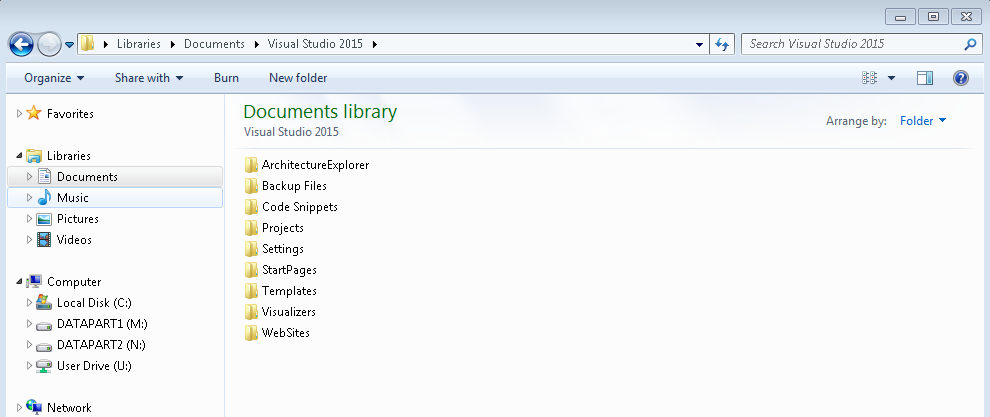 Libraries Documents Visual Studio 2015
Search Visual Studio 2015
Organize Share with Burn New folder
Favorites
Libraries
Documents
Music
Pictures
Videos
Computer
Local Disk (C:)
DATAPART1 (M:)
DATAPART2 (N:)
User Drive (U:)
Network
Documents library
Visual Studio 2015
Arrange by: Folder
ArchitectureExplorer
Backup Files
Code Snippets
Projects
Settings
StartPages
Templates
Visualizers
WebSites